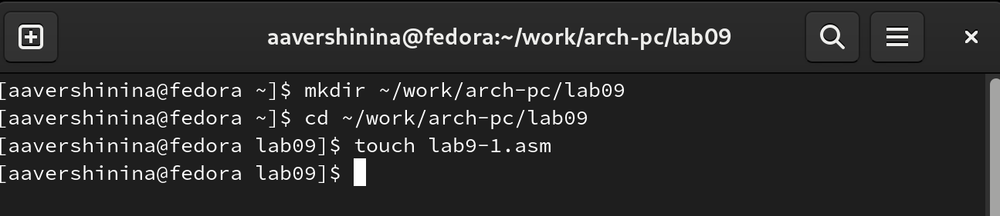 aavershinina@fedora:~/work/arch-pc/lab09
[aavershinina@fedora ~]$ mkdir ~/work/arch-pc/lab09
[aavershinina@fedora ~]$ cd ~/work/arch-pc/lab09
[aavershinina@fedora lab09]$ touch lab9-1.asm
[aavershinina@fedora lab09]$